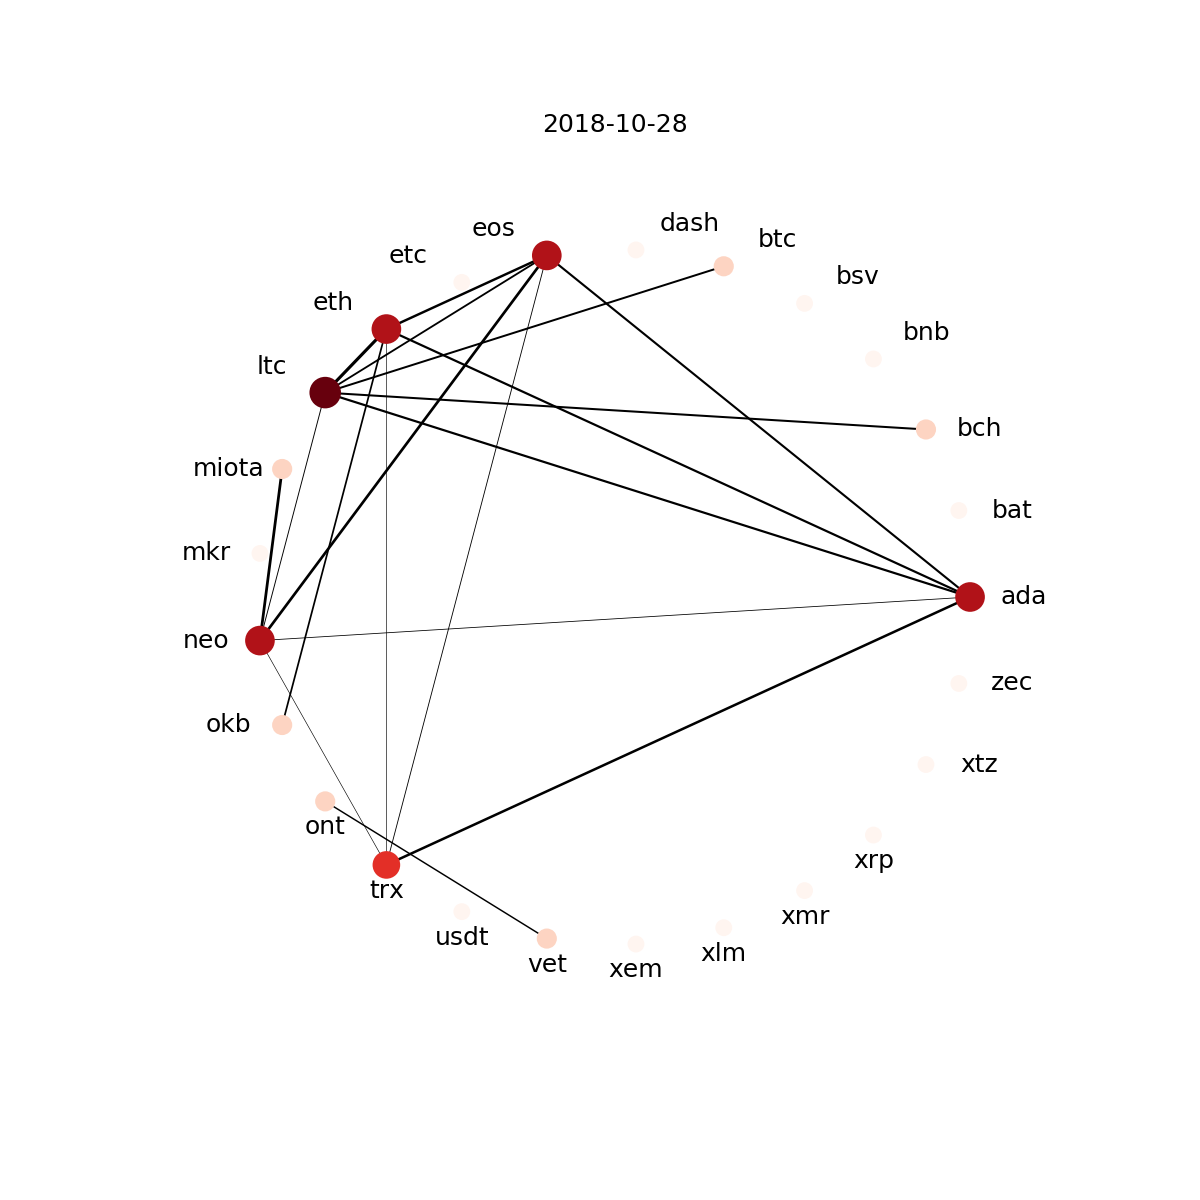 2018-10-28
dash
eos
btc
etc
bsv
eth
bnb
ltc
bch
miota
bat
mkr
ada
neo
zec
okb
xtz
ont
xrp
trx
xmr
usdt
xlm
vet
xem